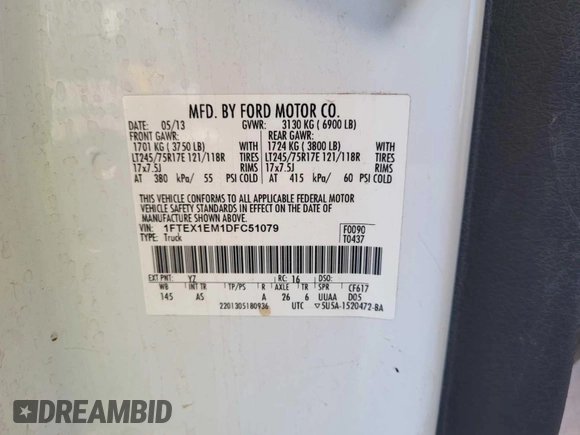 MFD. BY FORD MOTOR CO.
DATE: 05/13 GVWR: 3130 KG ( 6900 LB)
FRONT GAWR: REAR GAWR:
1701 KG ( 3750 LB) WITH 1724 KG ( 3800 LB) WITH
LT245/75R17E 121/118R TIRES LT245/75R17E 121/118R TIRES
17x7.5J RIMS 17x7.5J RIMS
AT 380 kPa/ 55 PSI COLD AT 415 kPa/ 60 PSI COLD
THIS VEHICLE CONFORMS TO ALL APPLICABLE FEDERAL MOTOR
VEHICLE SAFETY STANDARDS IN EFFECT ON THE DATE OF
MANUFACTURE SHOWN ABOVE.
VIN: 1FTEX1EM1DFC51079 F0090
TYPE: Truck T0437
EXT PNT: YZ RC: 16 DSO:
WB INT TR TP/PS R AXLE TR SPR CF617
145 AS A 26 6 UUAA D05
2201305180936 UTC 5U5A-1520472-BA
DREAMBID